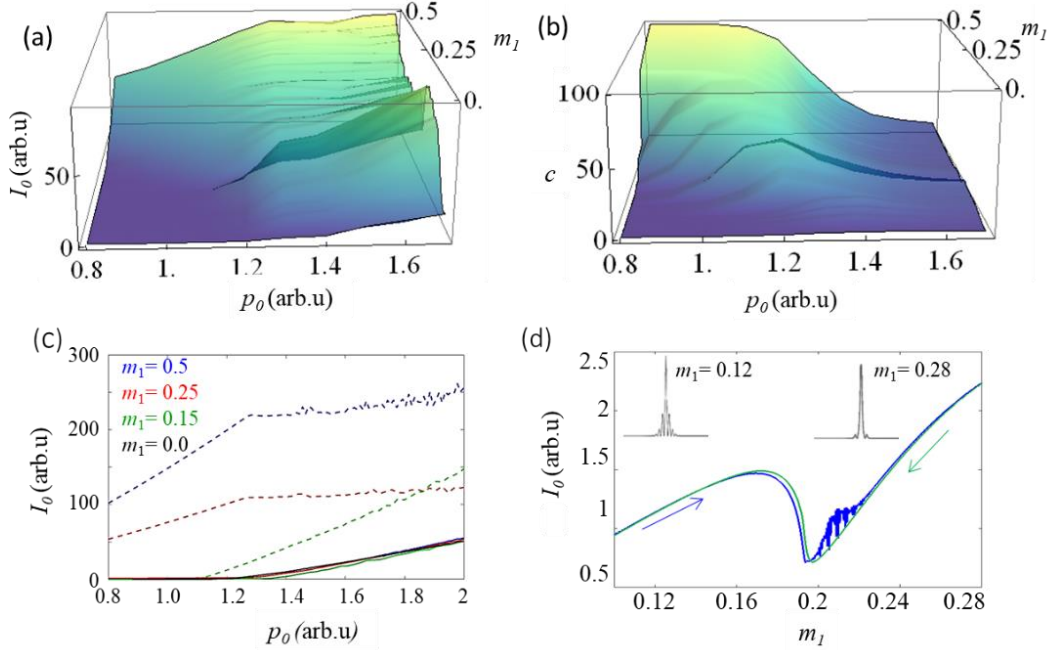 (a)
0.5
0.25
0.
m1
50
0
I0 (arb.u)
0.8 1. 1.2 1.4 1.6
p0 (arb.u)
(b)
0.5
0.25
0.
m1
100
50
0
c
0.8 1. 1.2 1.4 1.6
p0 (arb.u)
(c)
m1= 0.5
m1= 0.25
m1= 0.15
m1= 0.0
300
200
100
0
I0 (arb.u)
0.8 1 1.2 1.4 1.6 1.8 2
p0 (arb.u)
(d)
m1= 0.12
m1= 0.28
2.5
2
1.5
1
0.5
I0 (arb.u)
0.12 0.16 0.2 0.24 0.28
m1